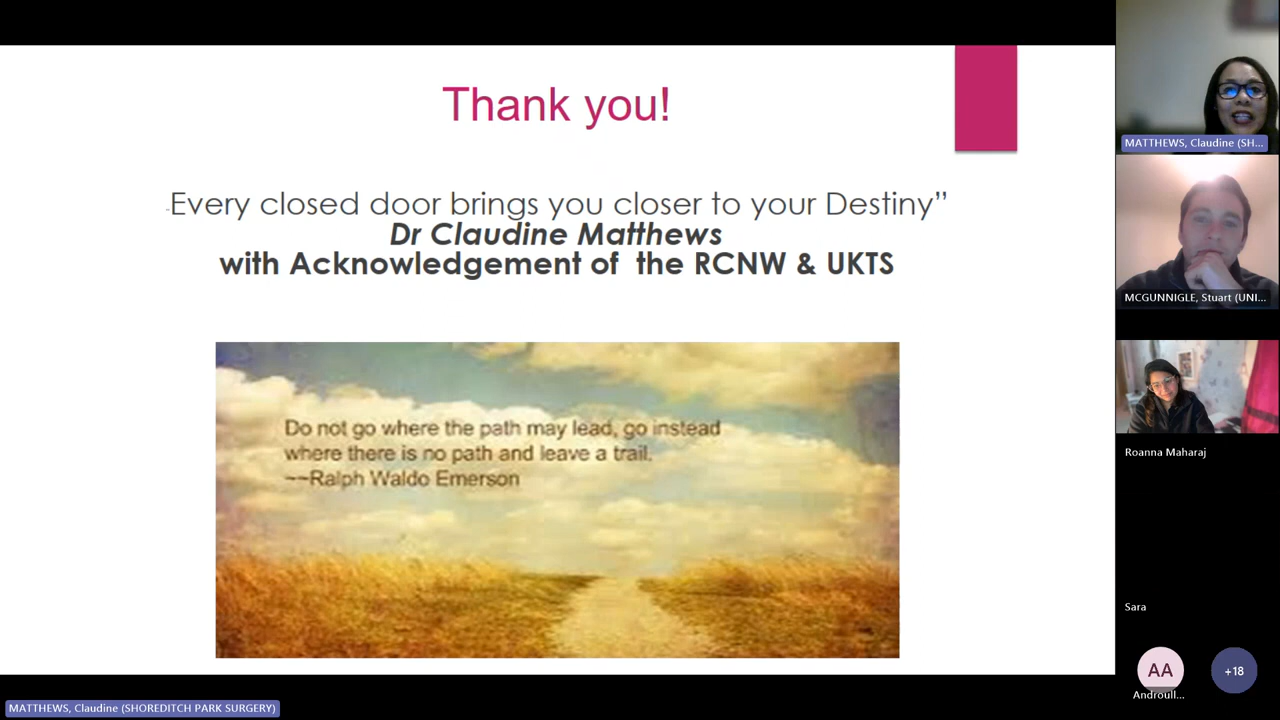 Thank you!
-Every closed door brings you closer to your Destiny”
Dr Claudine Matthews
with Acknowledgement of the RCNW & UKTS
Do not go where the path may lead, go instead
where there is no path and leave a trail.
~~Ralph Waldo Emerson
MATTHEWS, Claudine (SH...
MCGUNNIGLE, Stuart (UNI...
Roanna Maharaj
Sara
AA
+18
Androull...
MATTHEWS, Claudine (SHOREDITCH PARK SURGERY)